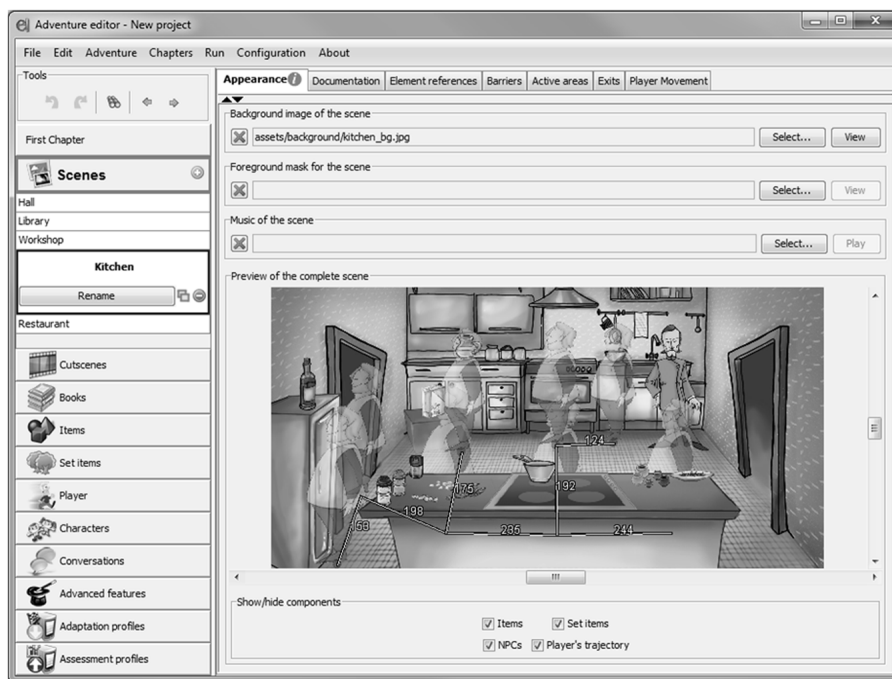 Adventure editor - New project
File Edit Adventure Chapters Run Configuration About
Tools
First Chapter
Scenes
Hall
Library
Workshop
Kitchen
Rename
Restaurant
Cutscenes
Books
Items
Set items
Player
Characters
Conversations
Advanced features
Adaptation profiles
Assessment profiles
Appearance Documentation Element references Barriers Active areas Exits Player Movement
Background image of the scene
assets/background/kitchen_bg.jpg Select... View
Foreground mask for the scene
Select... View
Music of the scene
Select... Play
Preview of the complete scene
124
175 192
158 198
235 244
Show/hide components
Items Set items
NPCs Player's trajectory